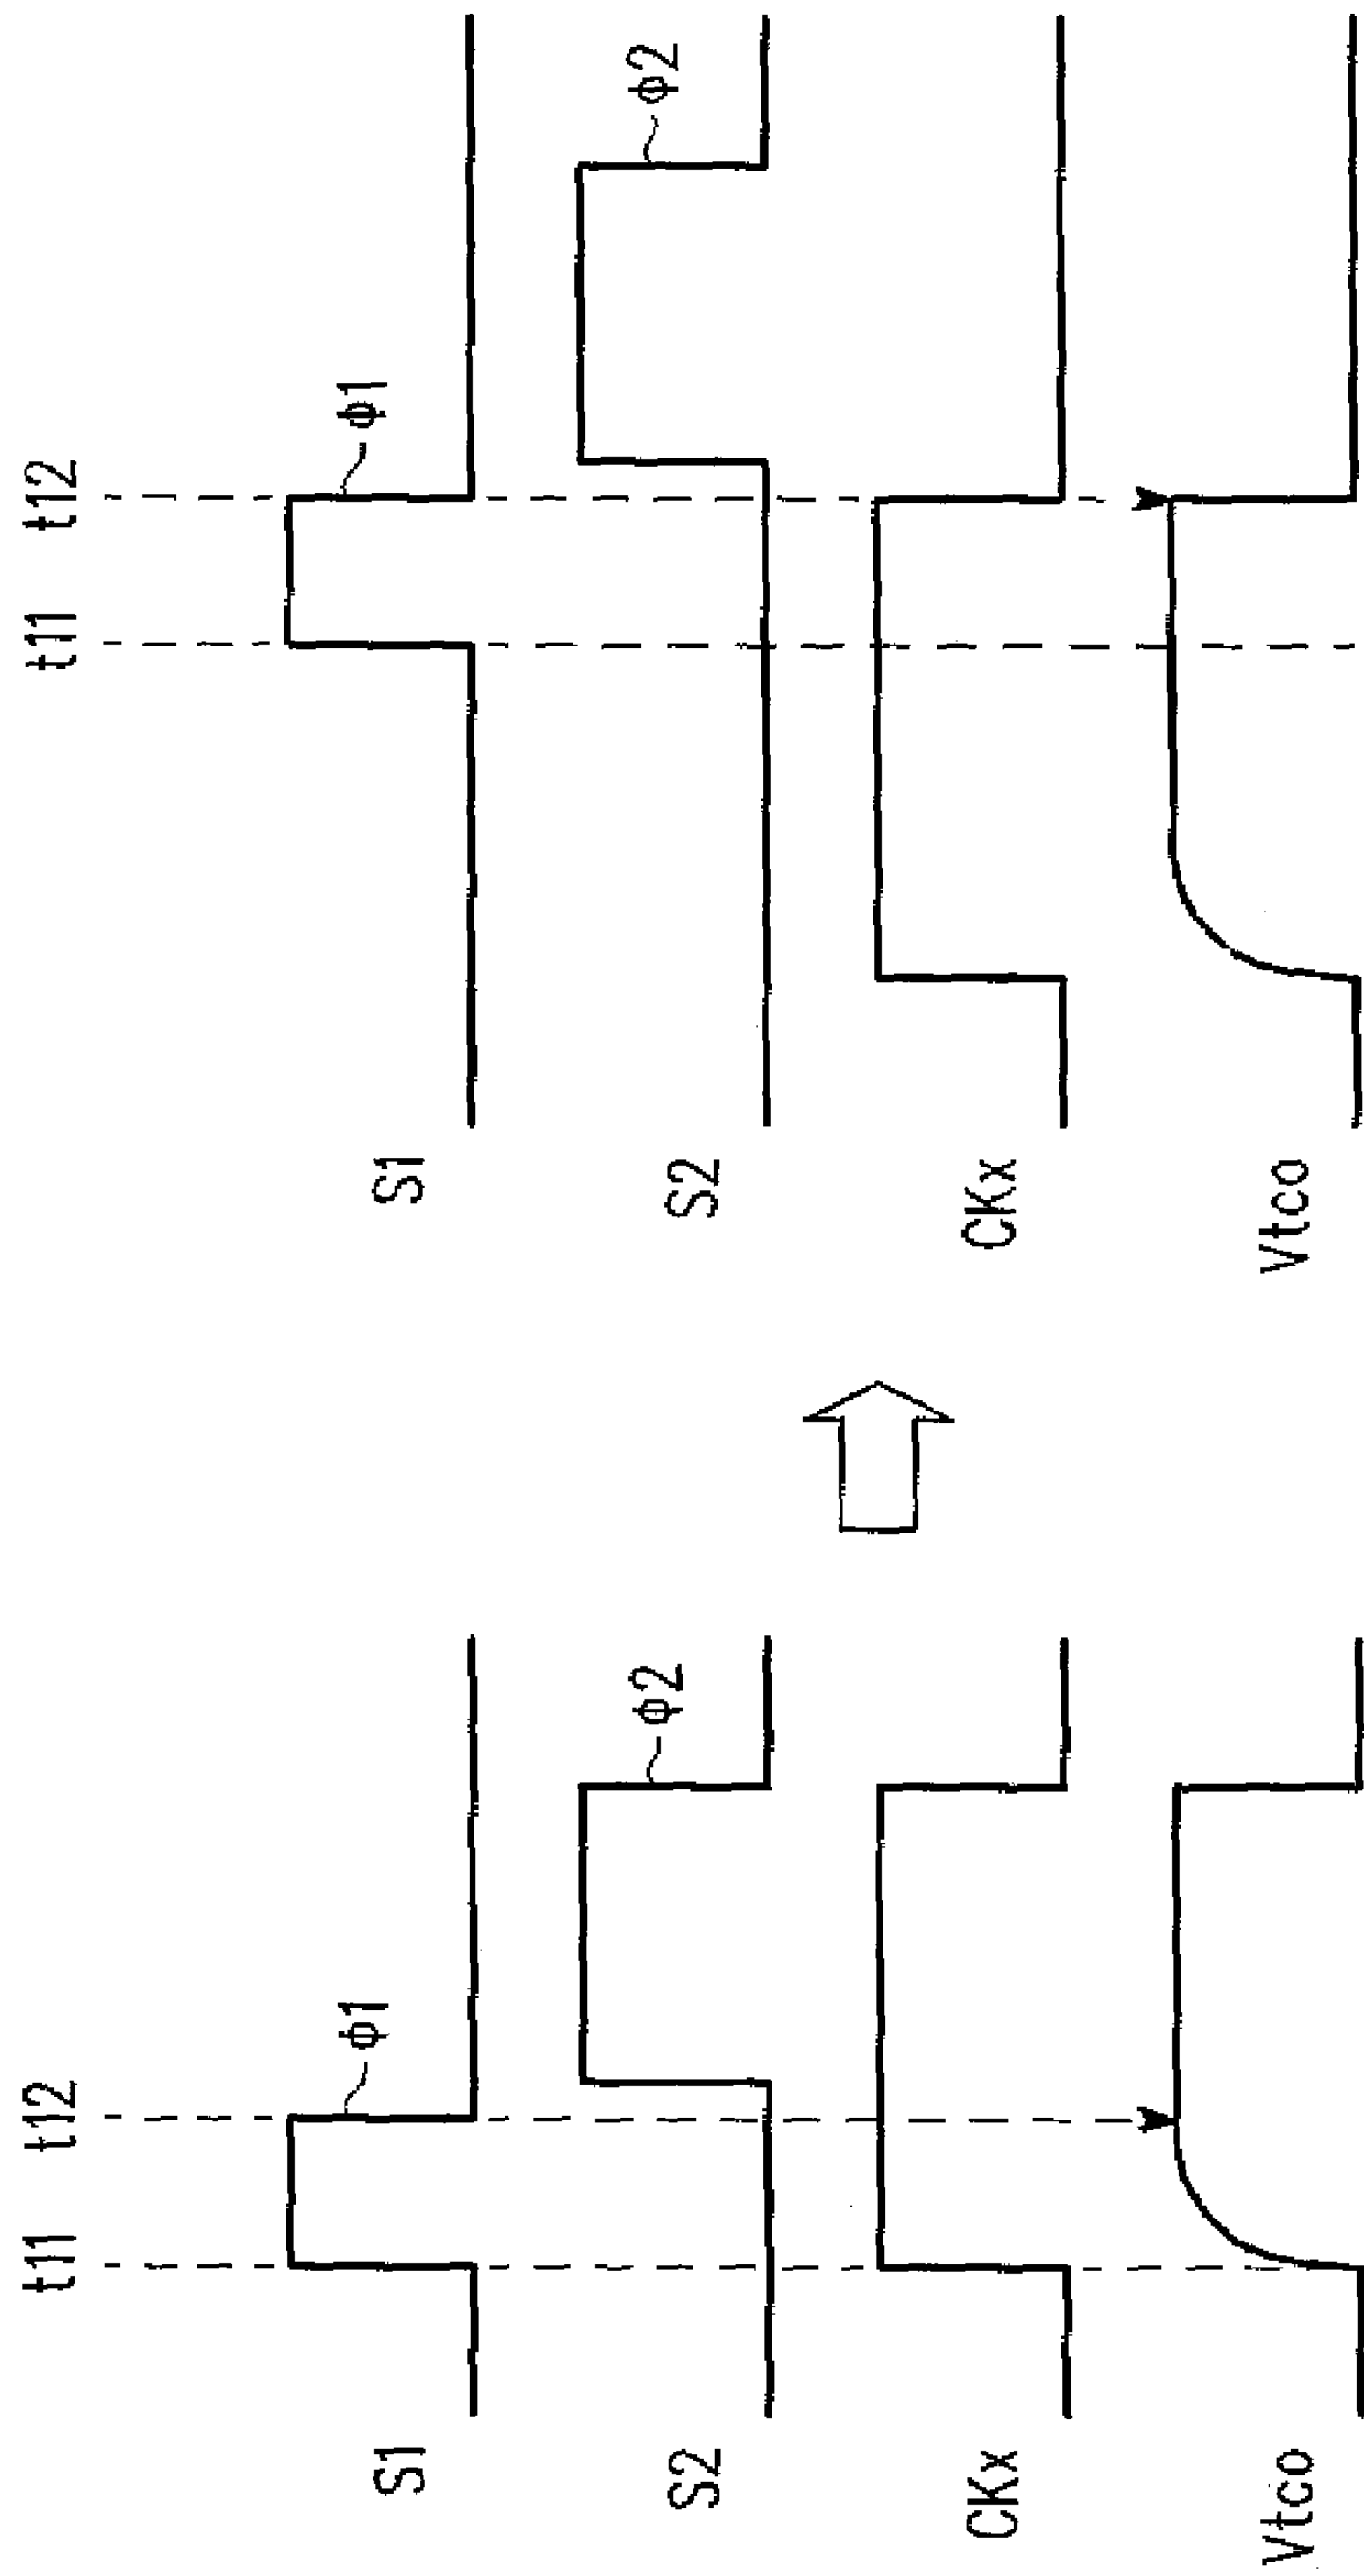 t11 t12
S1
φ1
S2
φ2
CKx
Vtco
t11 t12
S1
φ1
S2
φ2
CKx
Vtco